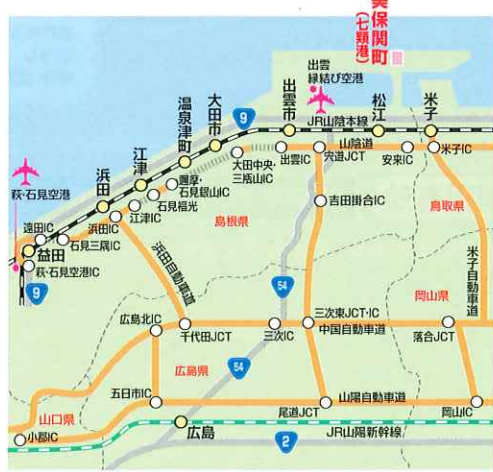 美保関町
(七類港)
出雲
縁結び空港
9
JR山陰本線
出雲市
松江
米子
大田市
温泉津町
江津
浜田
益田
萩・石見空港
山陰道
大田中央・
三瓶山IC
出雲IC
宍道JCT
安来IC
米子IC
石見銀山IC
石見福光
江津IC
浜田IC
遠田IC
石見三隅IC
萩・石見空港IC
9
島根県
鳥取県
吉田掛合IC
浜田自動車道
米子自動車道
54
岡山県
広島北IC
千代田JCT
三次IC
三次東JCT・IC
中国自動車道
落合JCT
広島県
54
五日市IC
山陽自動車道
尾道JCT
岡山IC
山口県
小郡IC
広島
2
JR山陽新幹線